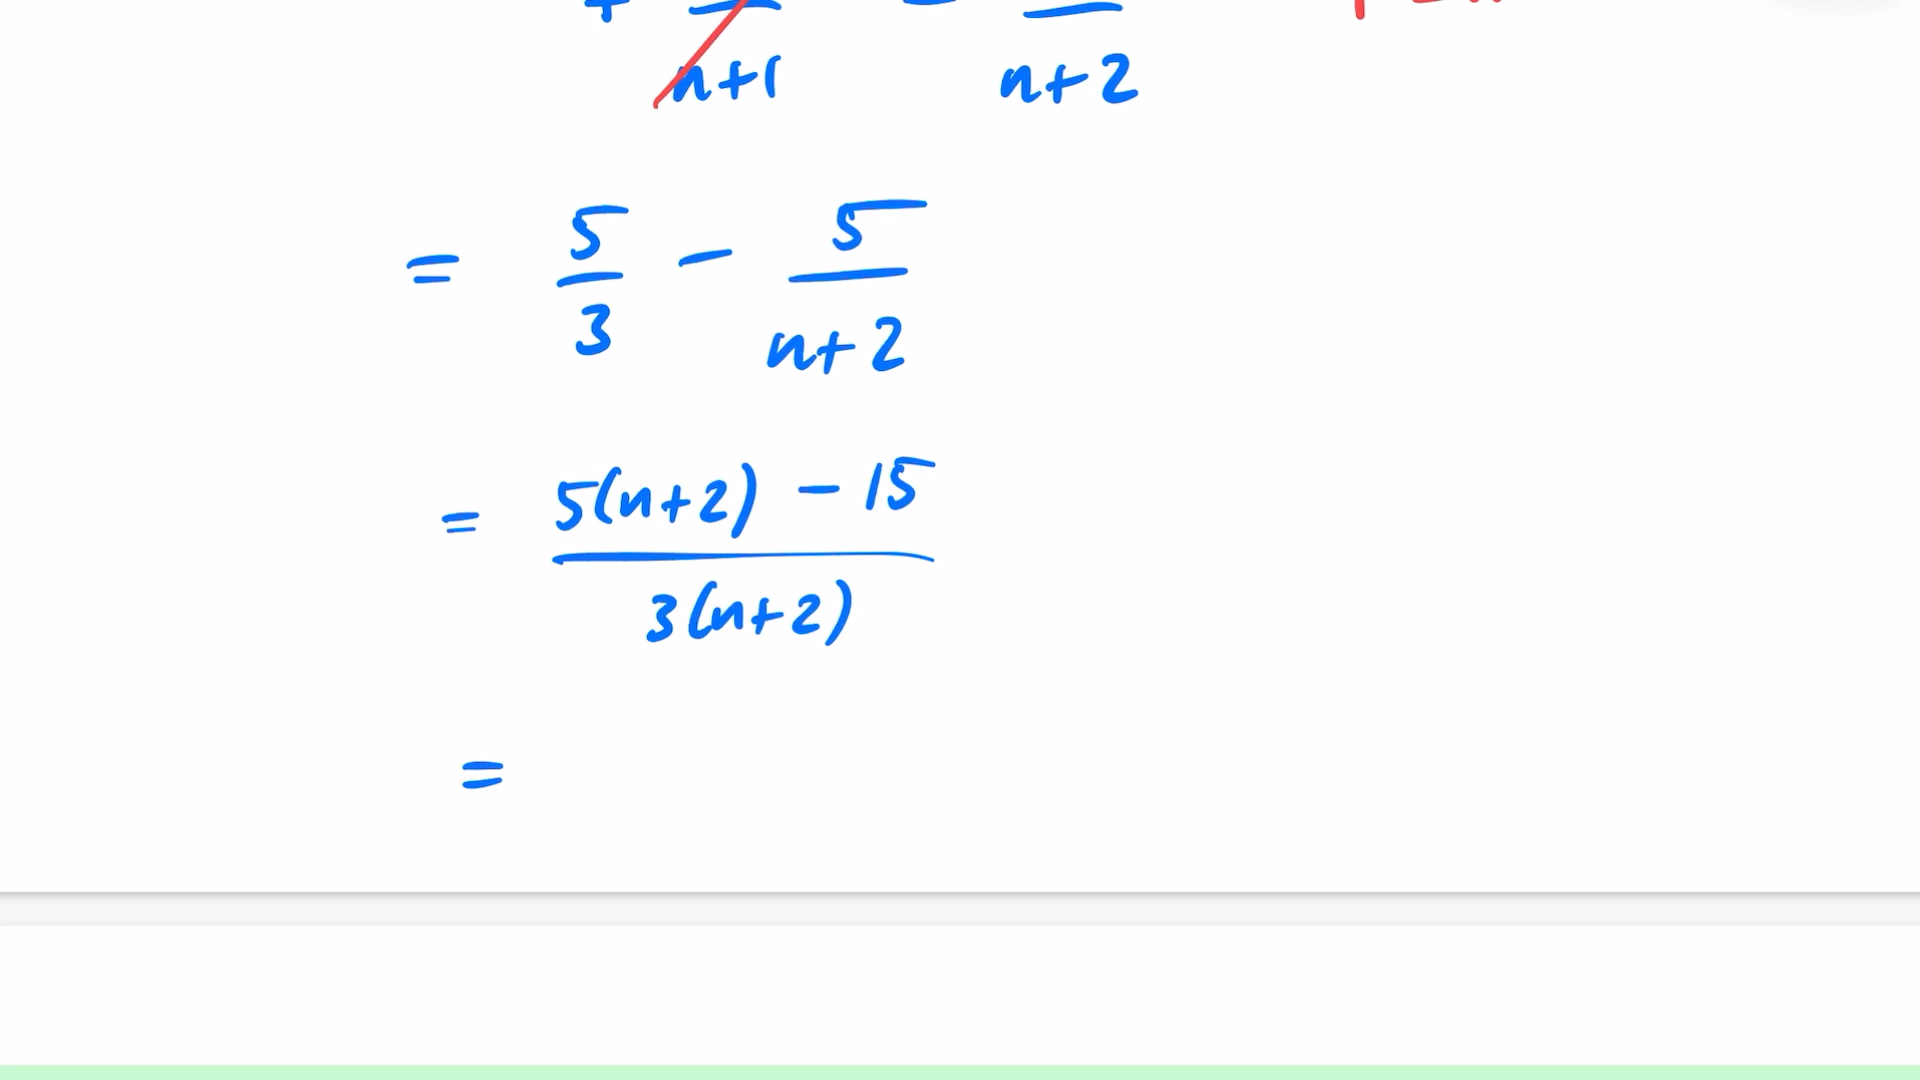 n+1 n+2
= 5/3 - 5/(n+2)
= (5(n+2) - 15)/(3(n+2))
=